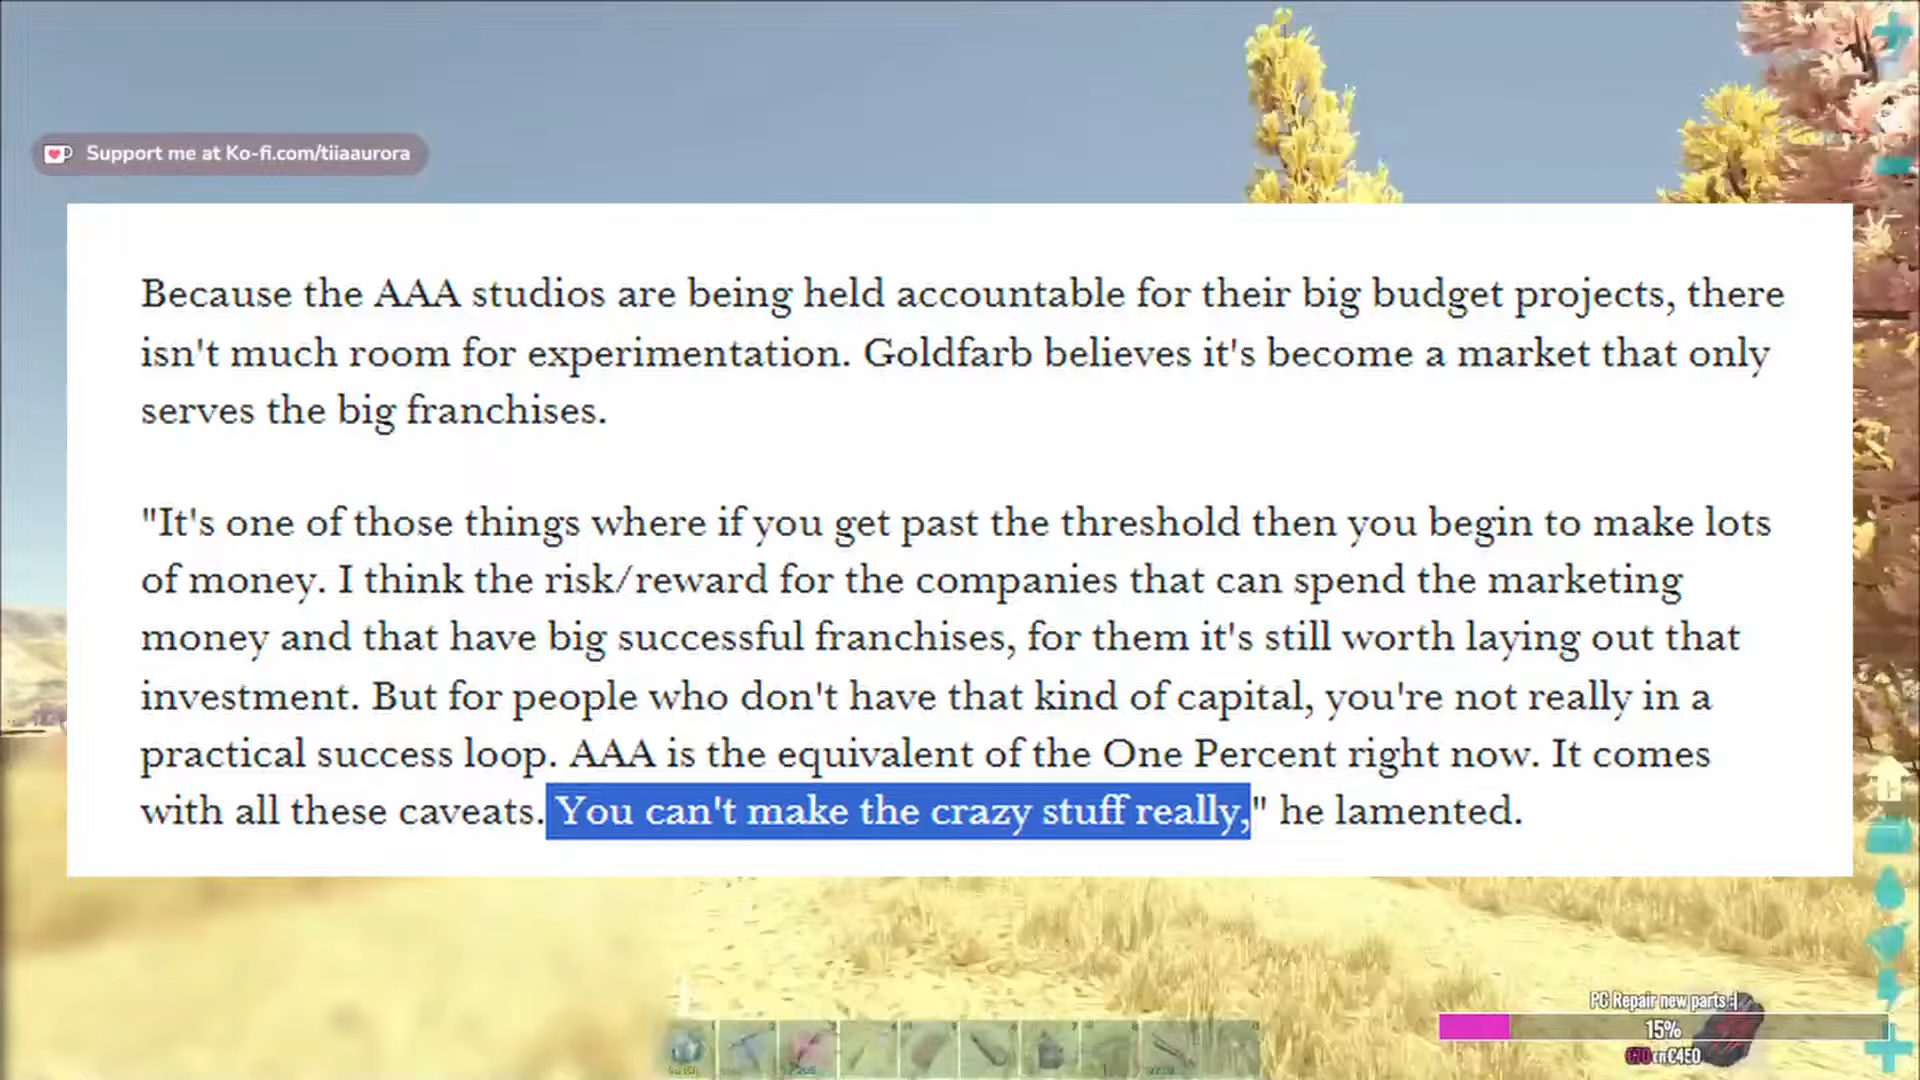 Support me at Ko-fi.com/tiiaaurora
Because the AAA studios are being held accountable for their big budget projects, there
isn't much room for experimentation. Goldfarb believes it's become a market that only
serves the big franchises.
"It's one of those things where if you get past the threshold then you begin to make lots
of money. I think the risk/reward for the companies that can spend the marketing
money and that have big successful franchises, for them it's still worth laying out that
investment. But for people who don't have that kind of capital, you're not really in a
practical success loop. AAA is the equivalent of the One Percent right now. It comes
with all these caveats. You can't make the crazy stuff really," he lamented.
PC Repair new parts
15%